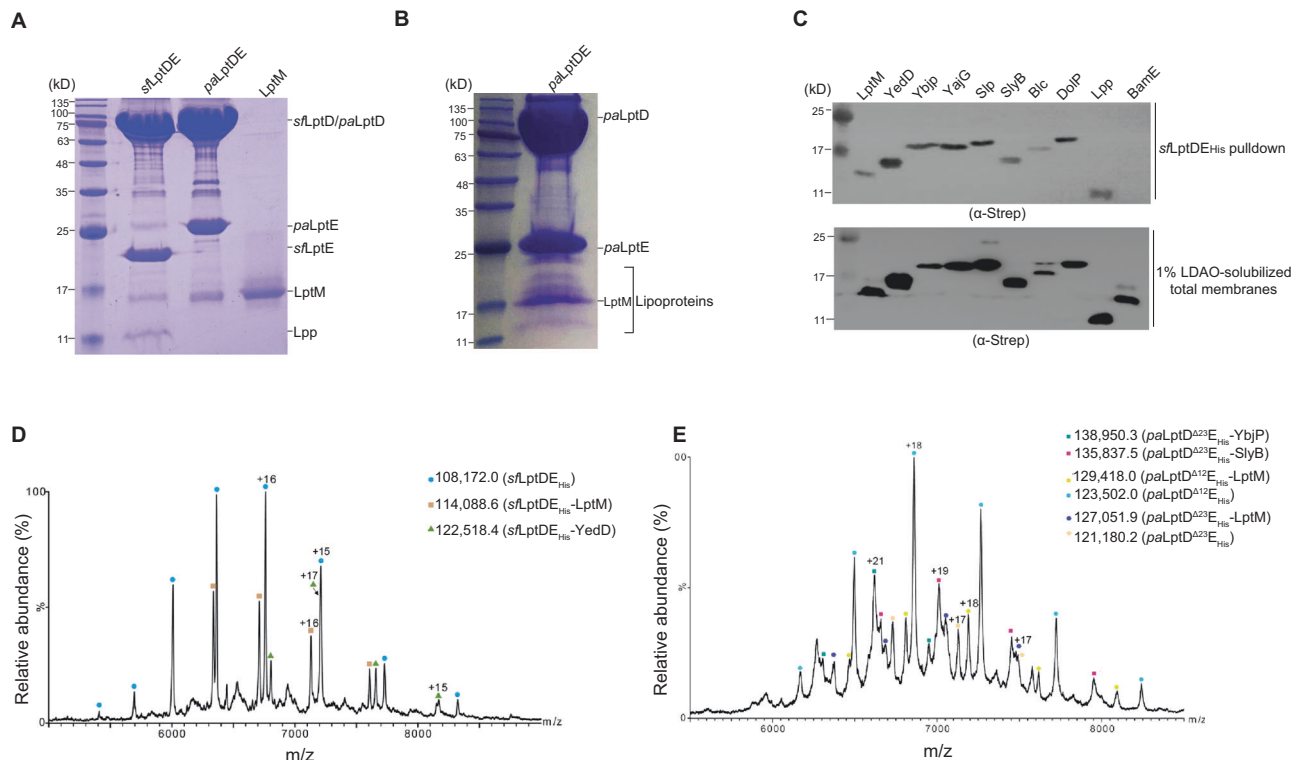 A
(kD)
sfLptDE
paLptDE
LptM
135
100
75
63
48
35
25
17
11
sfLptD/paLptD
paLptE
sfLptE
LptM
Lpp
B
(kD)
paLptDE
135
100
75
63
48
35
25
17
11
paLptD
paLptE
LptM
Lipoproteins
C
(kD)
LptM
YedD
Ybjp
YajG
Slp
SlyB
Blc
DolP
Lpp
BamE
25
17
11
sfLptDEHis pulldown
(α-Strep)
25
17
11
1% LDAO-solubilized
total membranes
(α-Strep)
D
Relative abundance (%)
100
%
0
+16
+15
+17
+16
+15
108,172.0 (sfLptDEHis)
114,088.6 (sfLptDEHis-LptM)
122,518.4 (sfLptDEHis-YedD)
6000
7000
8000
m/z
E
Relative abundance (%)
00
%
0
+18
+21
+19
+18
+17
+17
138,950.3 (paLptDΔ23EHis-YbjP)
135,837.5 (paLptDΔ23EHis-SlyB)
129,418.0 (paLptDΔ12EHis-LptM)
123,502.0 (paLptDΔ12EHis)
127,051.9 (paLptDΔ23EHis-LptM)
121,180.2 (paLptDΔ23EHis)
6000
7000
8000
m/z
m/z